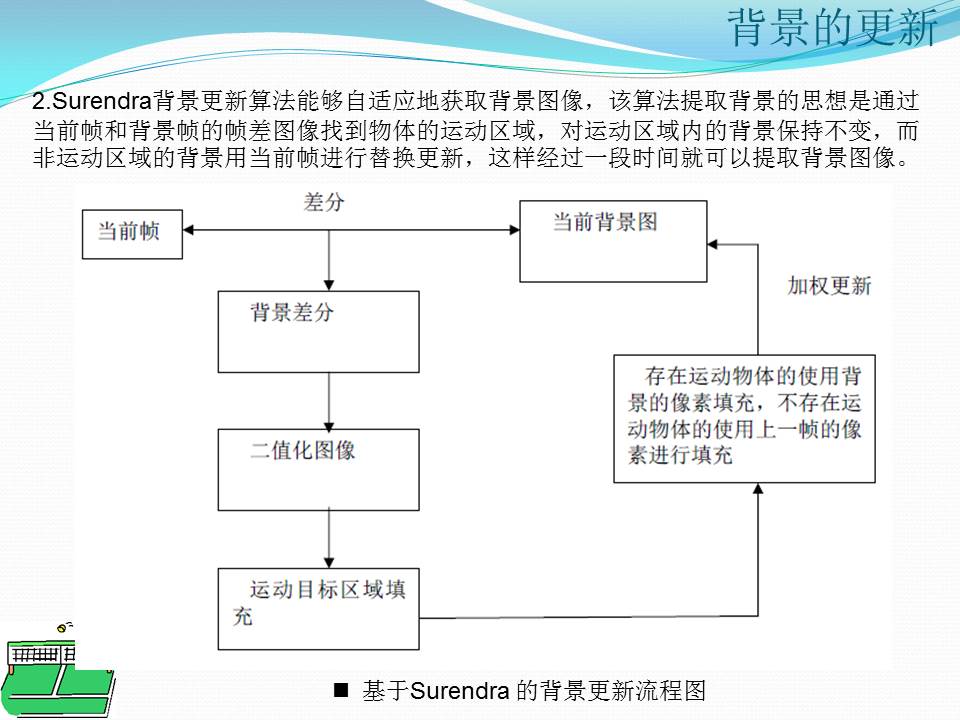 背景的更新
2.Surendra背景更新算法能够自适应地获取背景图像，该算法提取背景的思想是通过
当前帧和背景帧的帧差图像找到物体的运动区域，对运动区域内的背景保持不变，而
非运动区域的背景用当前帧进行替换更新，这样经过一段时间就可以提取背景图像。
差分
当前帧
当前背景图
加权更新
背景差分
存在运动物体的使用背
景的像素填充，不存在运
动物体的使用上一帧的像
素进行填充
二值化图像
运动目标区域填
充
■ 基于Surendra 的背景更新流程图